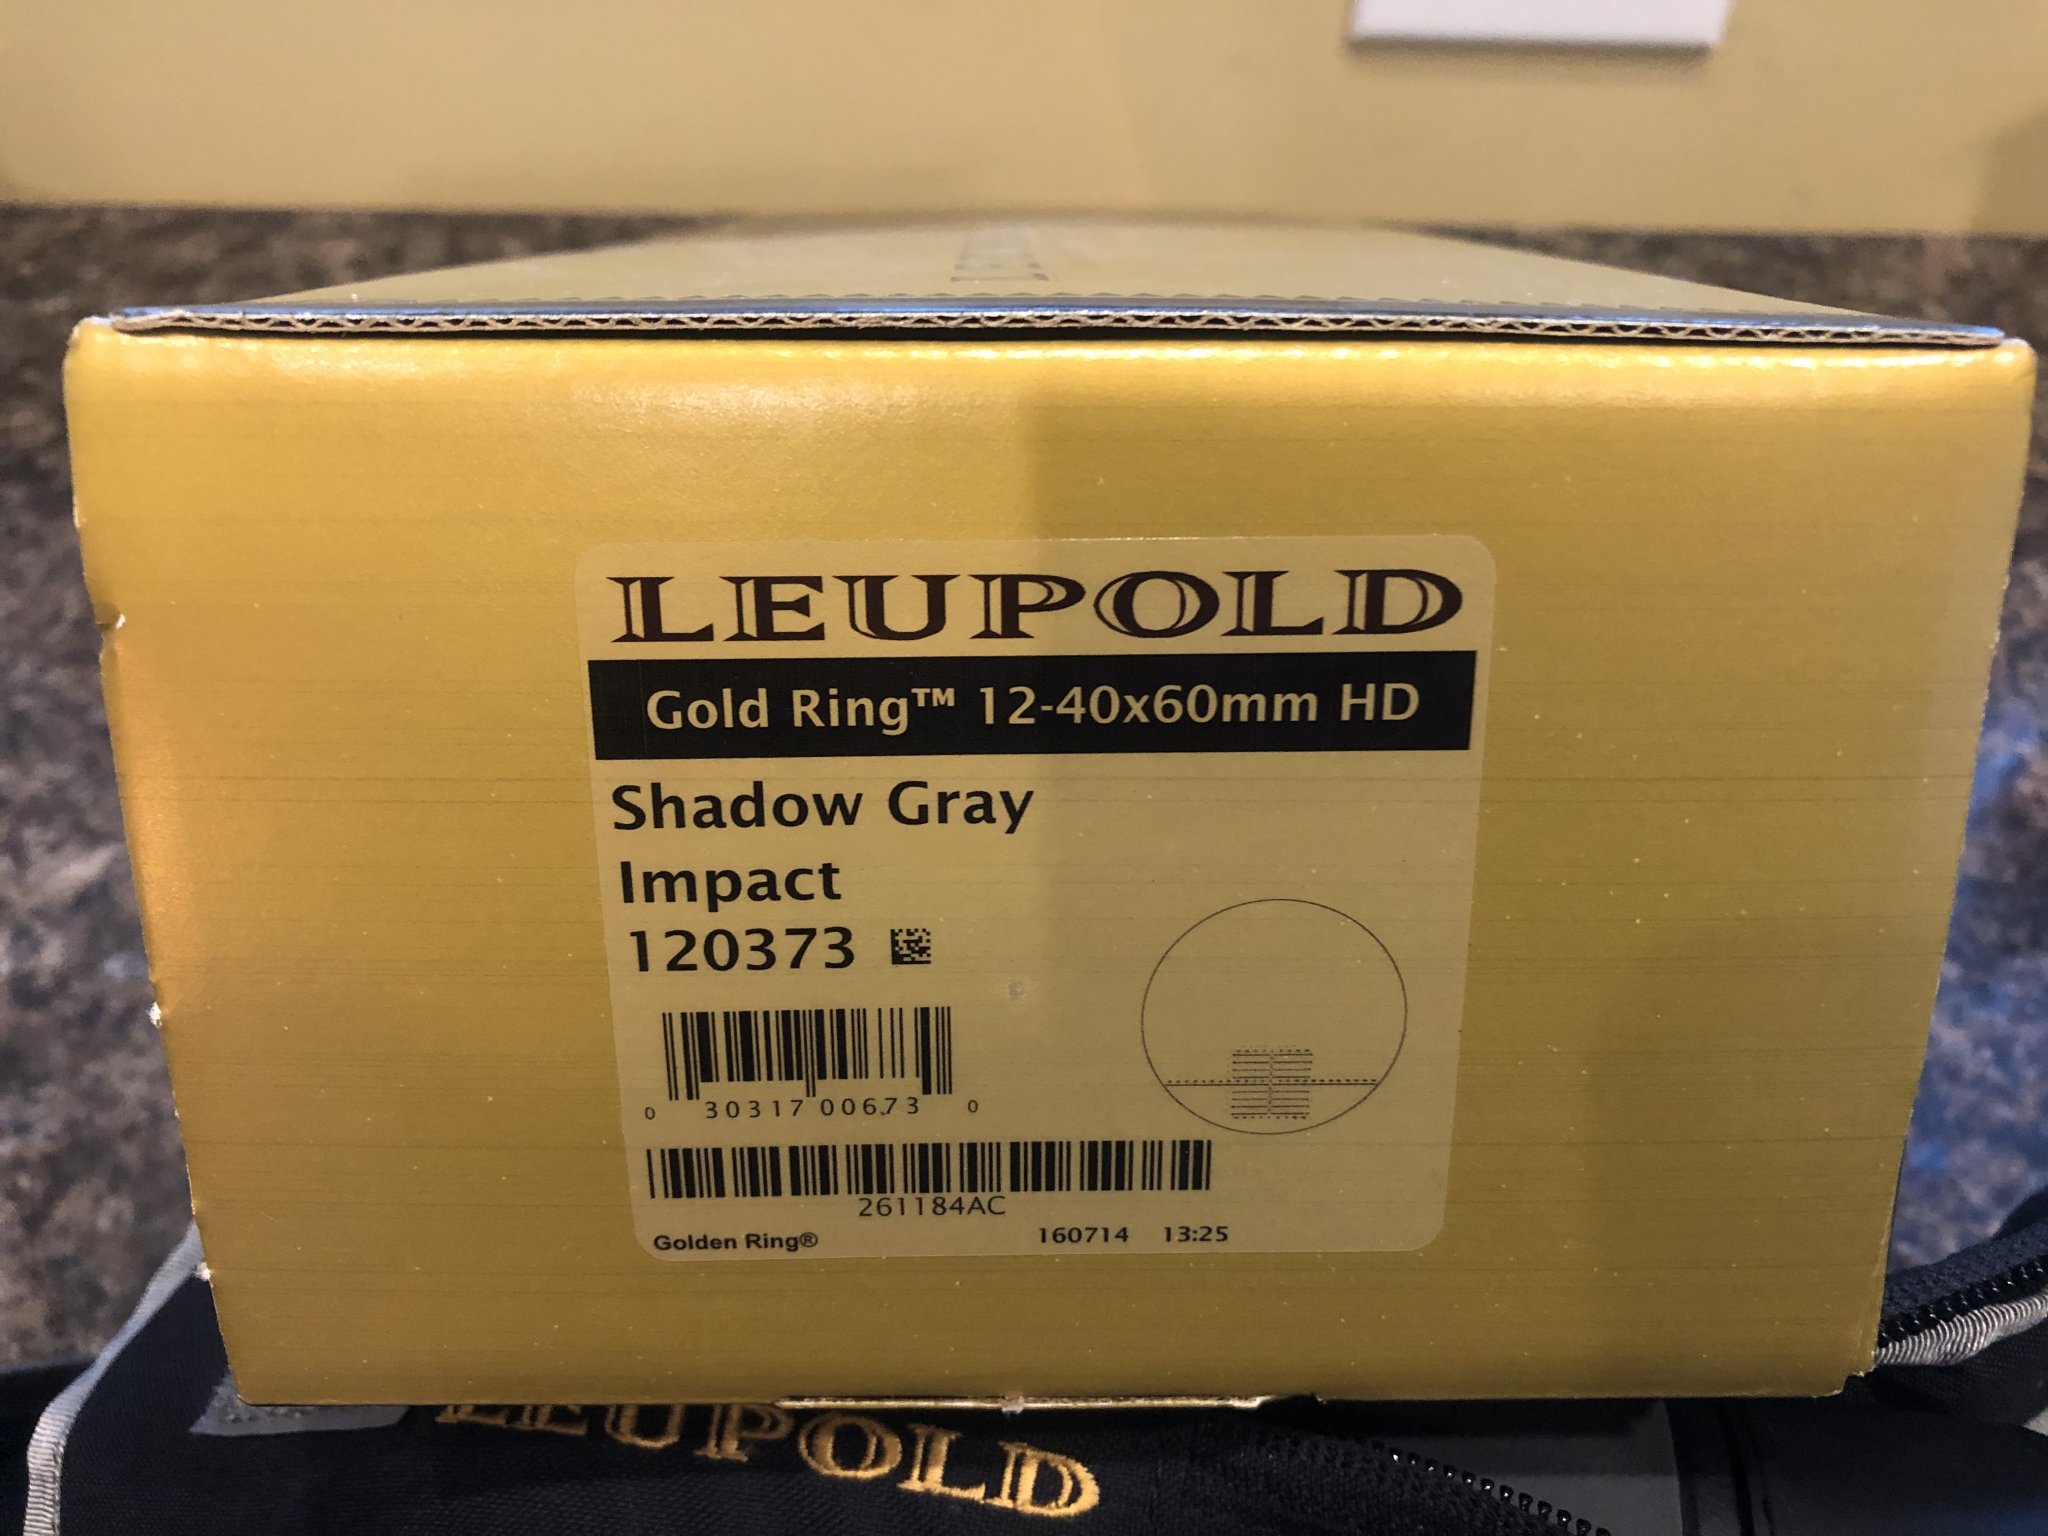 LEUPOLD
Gold Ring™ 12-40x60mm HD
Shadow Gray
Impact
120373
0 30317 00673 0
261184AC
Golden Ring® 160714 13:25
LEUPOLD